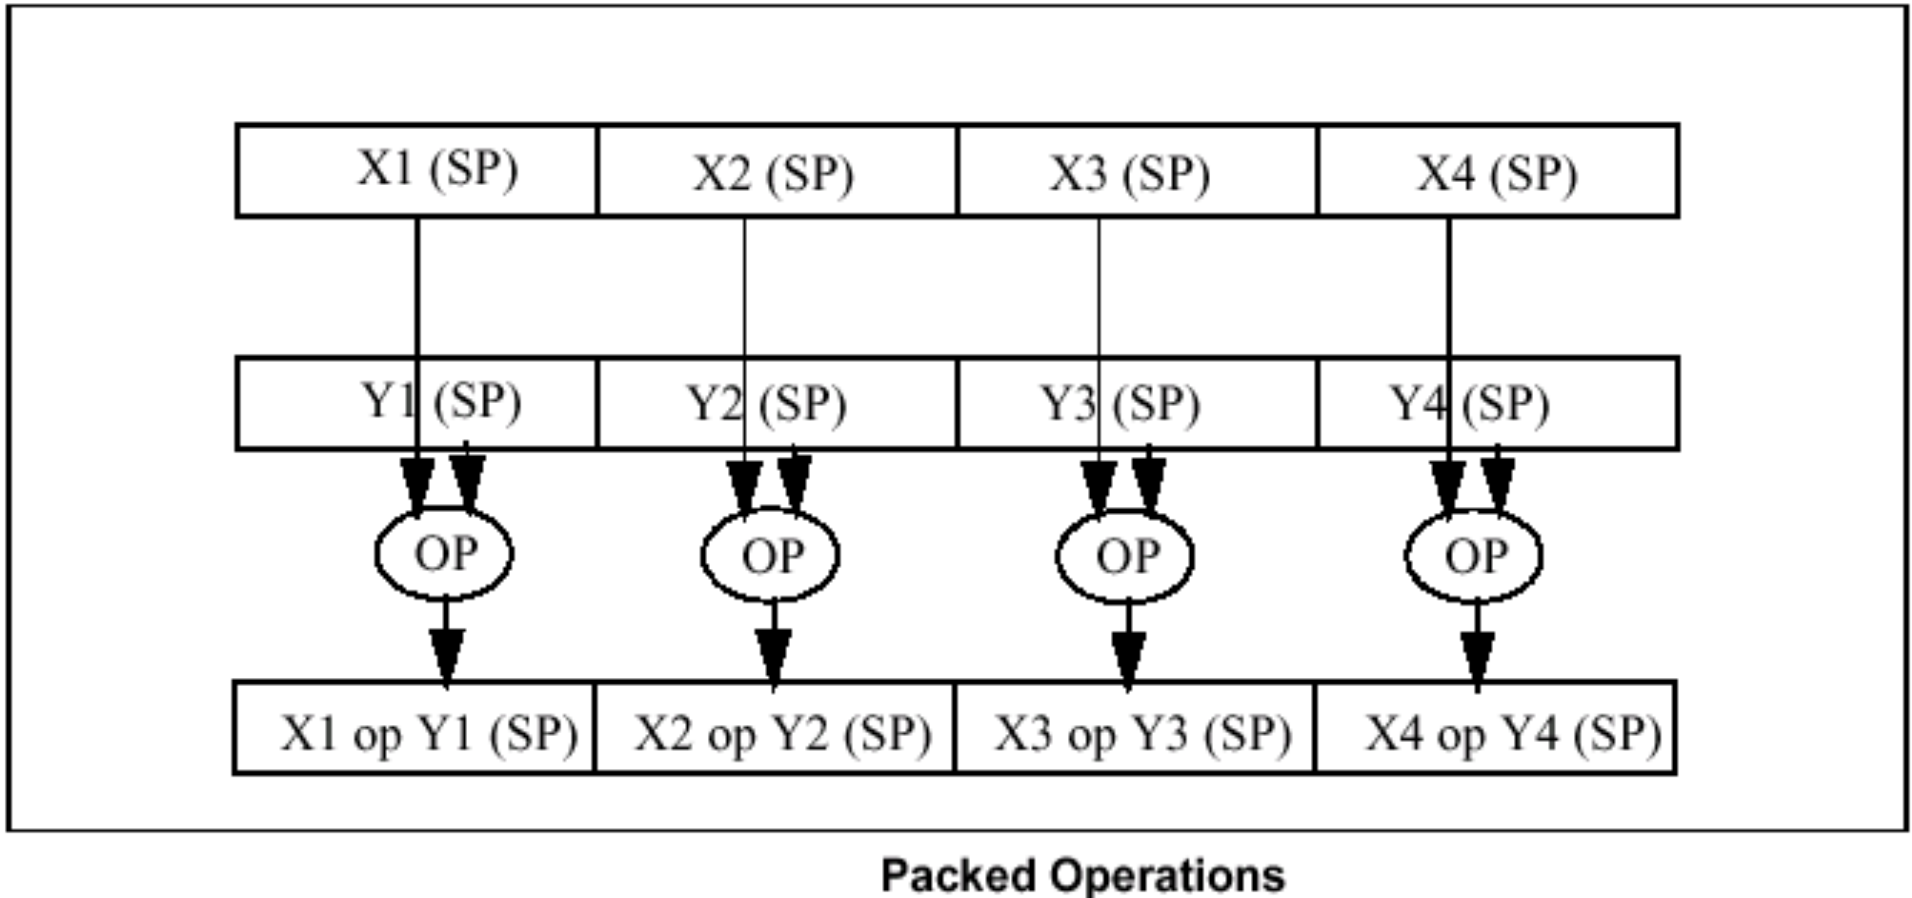 X1 (SP) X2 (SP) X3 (SP) X4 (SP)
Y1 (SP) Y2 (SP) Y3 (SP) Y4 (SP)
OP OP OP OP
X1 op Y1 (SP) X2 op Y2 (SP) X3 op Y3 (SP) X4 op Y4 (SP)
Packed Operations